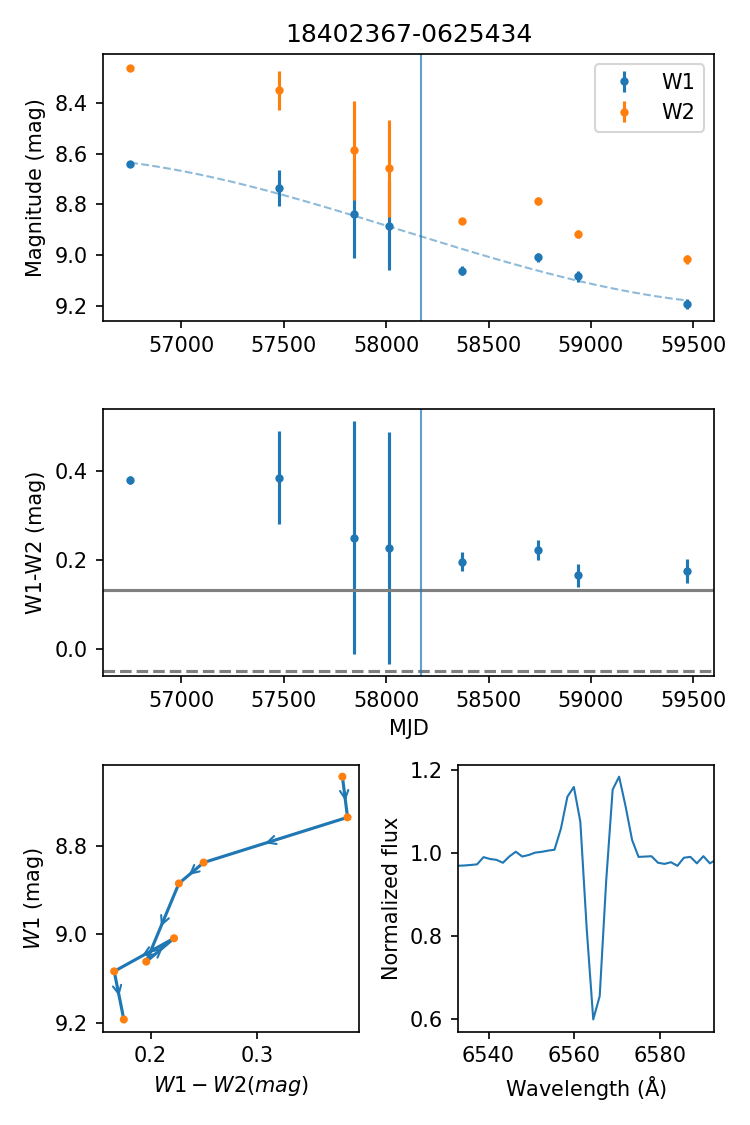 18402367-0625434
Magnitude (mag)
8.4
8.6
8.8
9.0
9.2
W1
W2
57000 57500 58000 58500 59000 59500
W1-W2 (mag)
0.4
0.2
0.0
57000 57500 58000 58500 59000 59500
MJD
W1 (mag)
8.8
9.0
9.2
0.2 0.3
W1 − W2(mag)
Normalized flux
1.2
1.0
0.8
0.6
6540 6560 6580
Wavelength (Å)